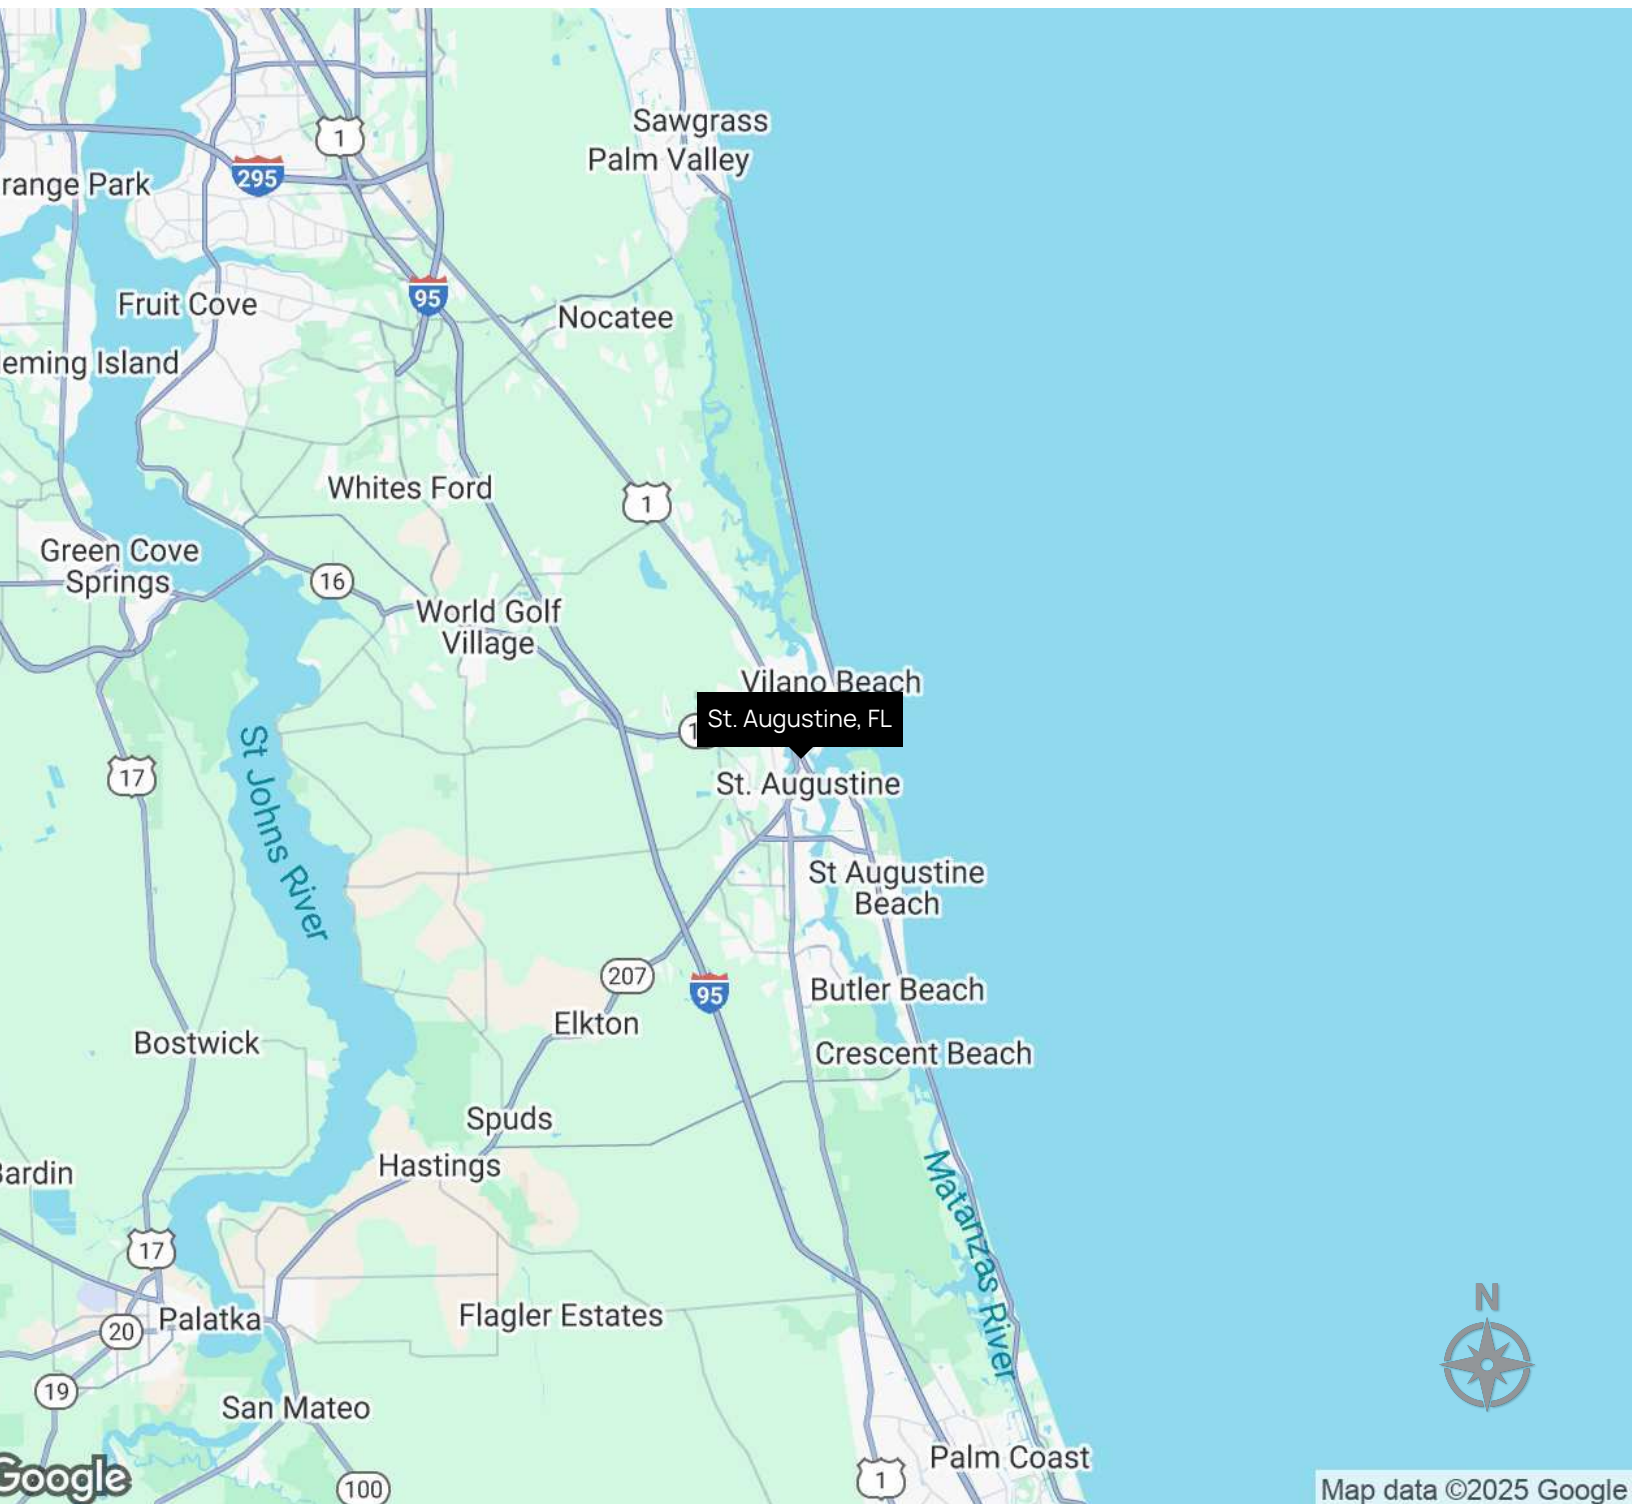 Sawgrass
Palm Valley
1
295
range Park
95
Fruit Cove
Nocatee
eming Island
Whites Ford
1
Green Cove
Springs
16
World Golf
Village
Vilano Beach
St. Augustine, FL
1
17
St Johns River
St. Augustine
St Augustine
Beach
207
95
Butler Beach
Elkton
Bostwick
Crescent Beach
Spuds
Hastings
ardin
Matanzas River
17
N
Palatka
20
Flagler Estates
19
San Mateo
Palm Coast
Google
100
1
Map data ©2025 Google